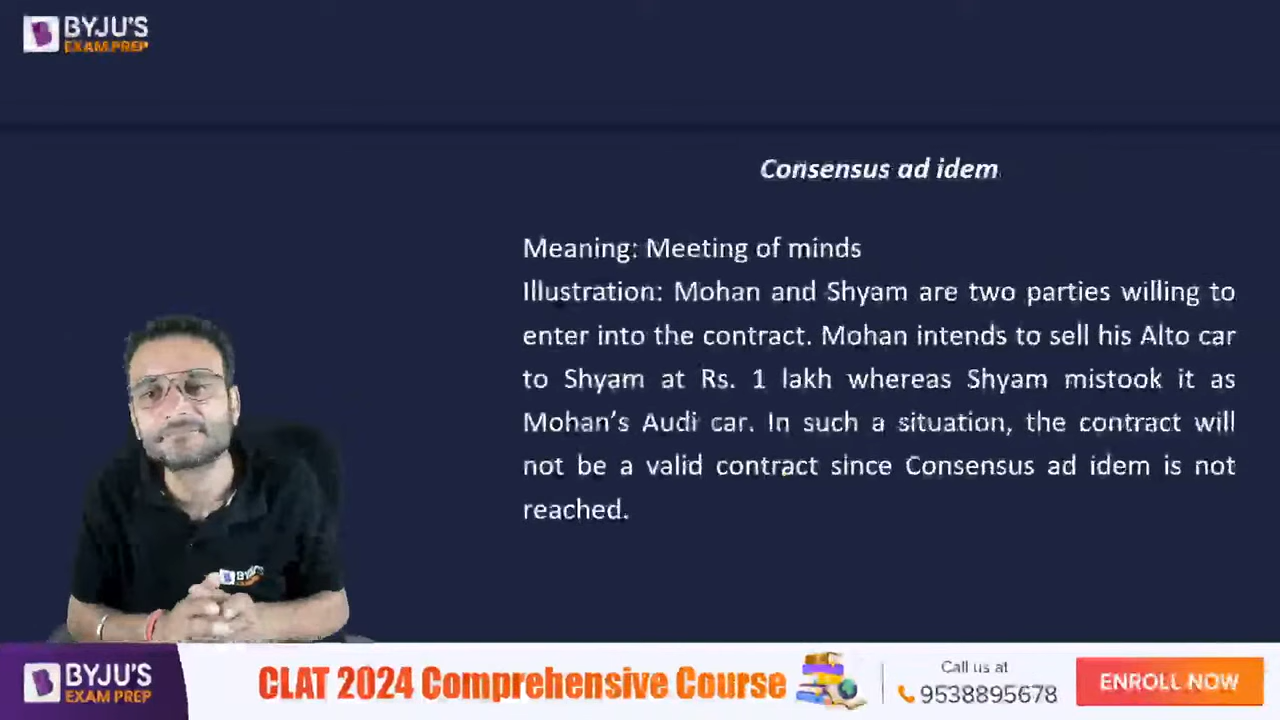 BYJU'S
EXAM PREP
Consensus ad idem
Meaning: Meeting of minds
Illustration: Mohan and Shyam are two parties willing to
enter into the contract. Mohan intends to sell his Alto car
to Shyam at Rs. 1 lakh whereas Shyam mistook it as
Mohan's Audi car. In such a situation, the contract will
not be a valid contract since Consensus ad idem is not
reached.
BYJU'S
BYJU'S
EXAM PREP
CLAT 2024 Comprehensive Course
Call us at
9538895678
ENROLL NOW